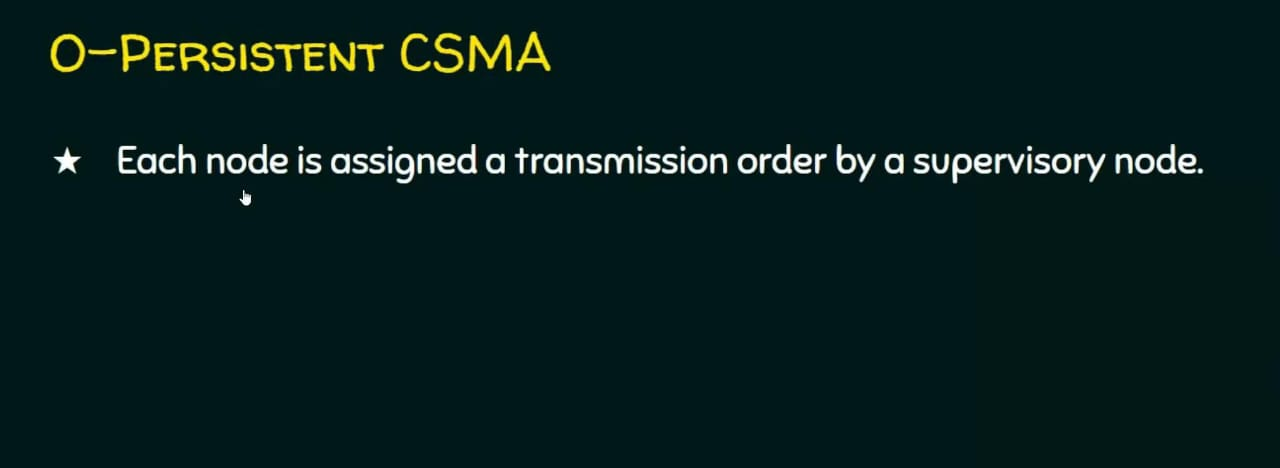 O-Persistent CSMA
★ Each node is assigned a transmission order by a supervisory node.